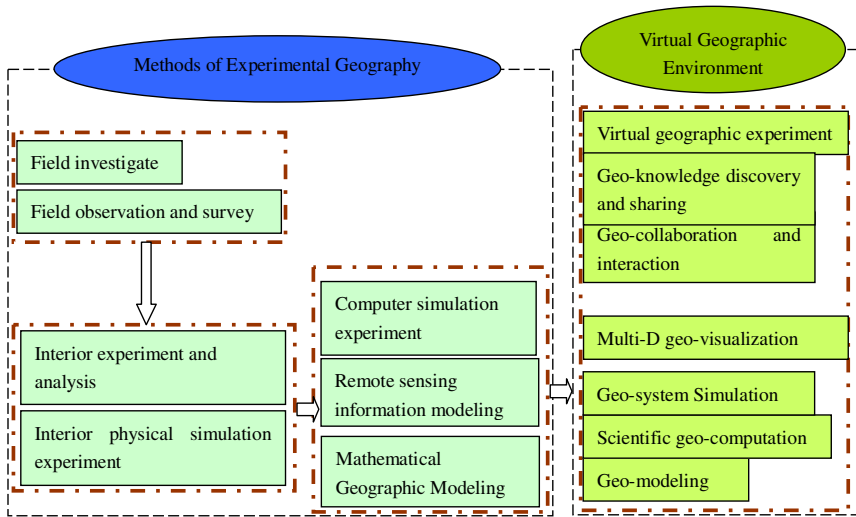 Methods of Experimental Geography
Field investigate
Field observation and survey
Interior experiment and
analysis
Interior physical simulation
experiment
Computer simulation
experiment
Remote sensing
information modeling
Mathematical
Geographic Modeling
Virtual Geographic
Environment
Virtual geographic experiment
Geo-knowledge discovery
and sharing
Geo-collaboration and
interaction
Multi-D geo-visualization
Geo-system Simulation
Scientific geo-computation
Geo-modeling